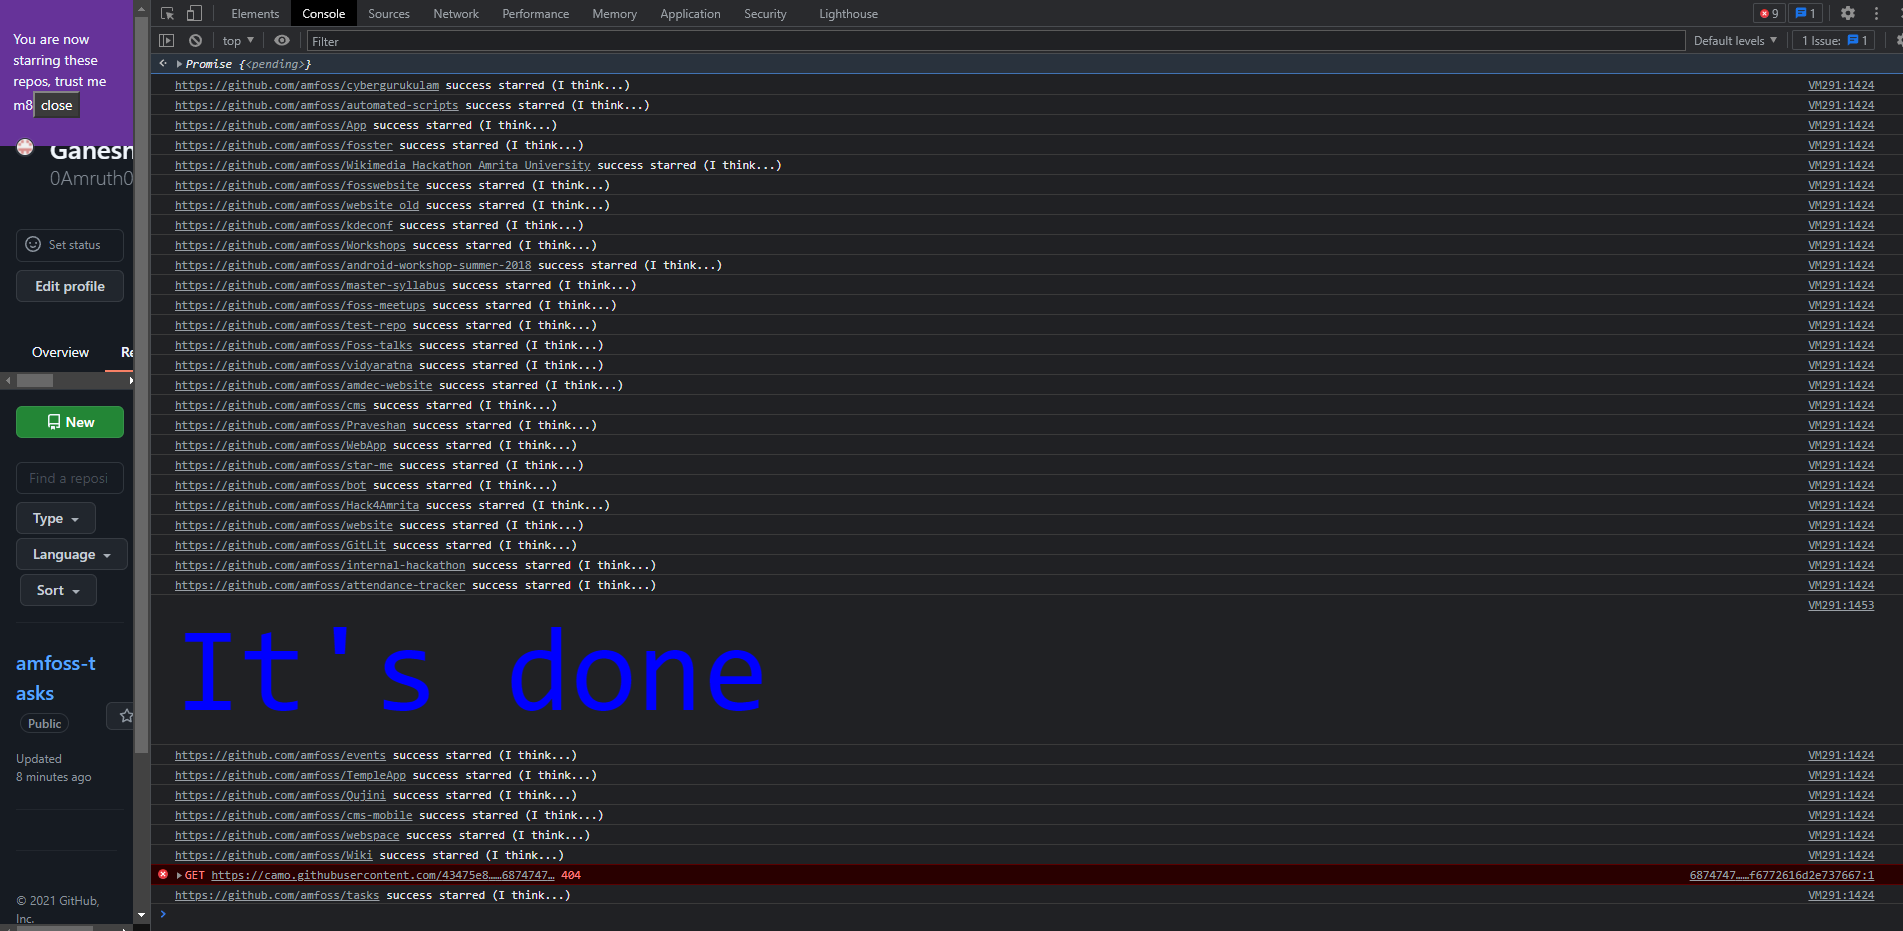 You are now
starring these
repos, trust me
m8 close
Ganesh
0Amruth0
Set status
Edit profile
Overview Re
New
Find a reposi
Type
Language
Sort
amfoss-t
asks
Public
Updated
8 minutes ago
© 2021 GitHub,
Inc.
Elements Console Sources Network Performance Memory Application Security Lighthouse 9 1
top Filter Default levels 1 Issue: 1
Promise {<pending>}
https://github.com/amfoss/cybergurukulam success starred (I think...) VM291:1424
https://github.com/amfoss/automated-scripts success starred (I think...) VM291:1424
https://github.com/amfoss/App success starred (I think...) VM291:1424
https://github.com/amfoss/fosster success starred (I think...) VM291:1424
https://github.com/amfoss/Wikimedia_Hackathon_Amrita_University success starred (I think...) VM291:1424
https://github.com/amfoss/fosswebsite success starred (I think...) VM291:1424
https://github.com/amfoss/website_old success starred (I think...) VM291:1424
https://github.com/amfoss/kdeconf success starred (I think...) VM291:1424
https://github.com/amfoss/Workshops success starred (I think...) VM291:1424
https://github.com/amfoss/android-workshop-summer-2018 success starred (I think...) VM291:1424
https://github.com/amfoss/master-syllabus success starred (I think...) VM291:1424
https://github.com/amfoss/foss-meetups success starred (I think...) VM291:1424
https://github.com/amfoss/test-repo success starred (I think...) VM291:1424
https://github.com/amfoss/Foss-talks success starred (I think...) VM291:1424
https://github.com/amfoss/vidyaratna success starred (I think...) VM291:1424
https://github.com/amfoss/amdec-website success starred (I think...) VM291:1424
https://github.com/amfoss/cms success starred (I think...) VM291:1424
https://github.com/amfoss/Praveshan success starred (I think...) VM291:1424
https://github.com/amfoss/WebApp success starred (I think...) VM291:1424
https://github.com/amfoss/star-me success starred (I think...) VM291:1424
https://github.com/amfoss/bot success starred (I think...) VM291:1424
https://github.com/amfoss/Hack4Amrita success starred (I think...) VM291:1424
https://github.com/amfoss/website success starred (I think...) VM291:1424
https://github.com/amfoss/GitLit success starred (I think...) VM291:1424
https://github.com/amfoss/internal-hackathon success starred (I think...) VM291:1424
https://github.com/amfoss/attendance-tracker success starred (I think...) VM291:1424
VM291:1453
It's done
https://github.com/amfoss/events success starred (I think...) VM291:1424
https://github.com/amfoss/TempleApp success starred (I think...) VM291:1424
https://github.com/amfoss/Qujini success starred (I think...) VM291:1424
https://github.com/amfoss/cms-mobile success starred (I think...) VM291:1424
https://github.com/amfoss/webspace success starred (I think...) VM291:1424
https://github.com/amfoss/Wiki success starred (I think...) VM291:1424
GET https://camo.githubusercontent.com/43475e8……6874747… 404 6874747……f6772616d2e737667:1
https://github.com/amfoss/tasks success starred (I think...) VM291:1424